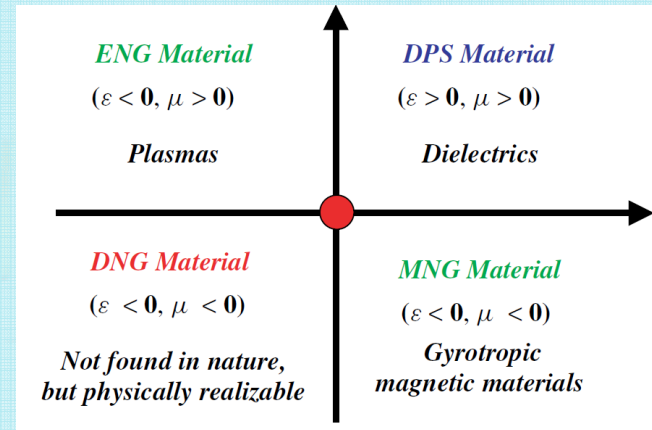 ENG Material
(ε < 0, μ > 0)
Plasmas
DPS Material
(ε > 0, μ > 0)
Dielectrics
DNG Material
(ε < 0, μ < 0)
Not found in nature,
but physically realizable
MNG Material
(ε < 0, μ < 0)
Gyrotropic
magnetic materials